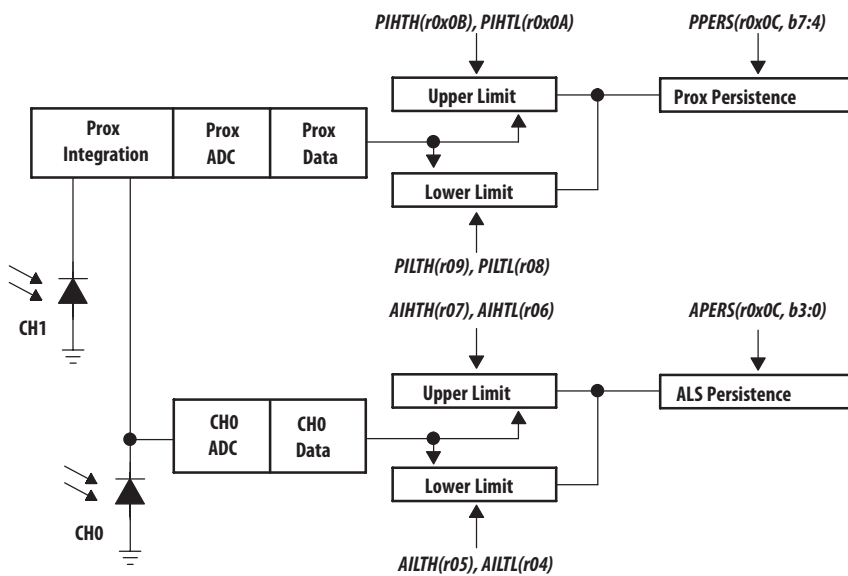 PIHTH(r0x0B), PIHTL(r0x0A)
PPERS(r0x0C, b7:4)
Upper Limit
Prox Persistence
Prox
Integration
Prox
ADC
Prox
Data
Lower Limit
PILTH(r09), PILTL(r08)
CH1
AIHTH(r07), AIHTL(r06)
APERS(r0x0C, b3:0)
Upper Limit
ALS Persistence
CH0
ADC
CH0
Data
Lower Limit
CH0
AILTH(r05), AILTL(r04)